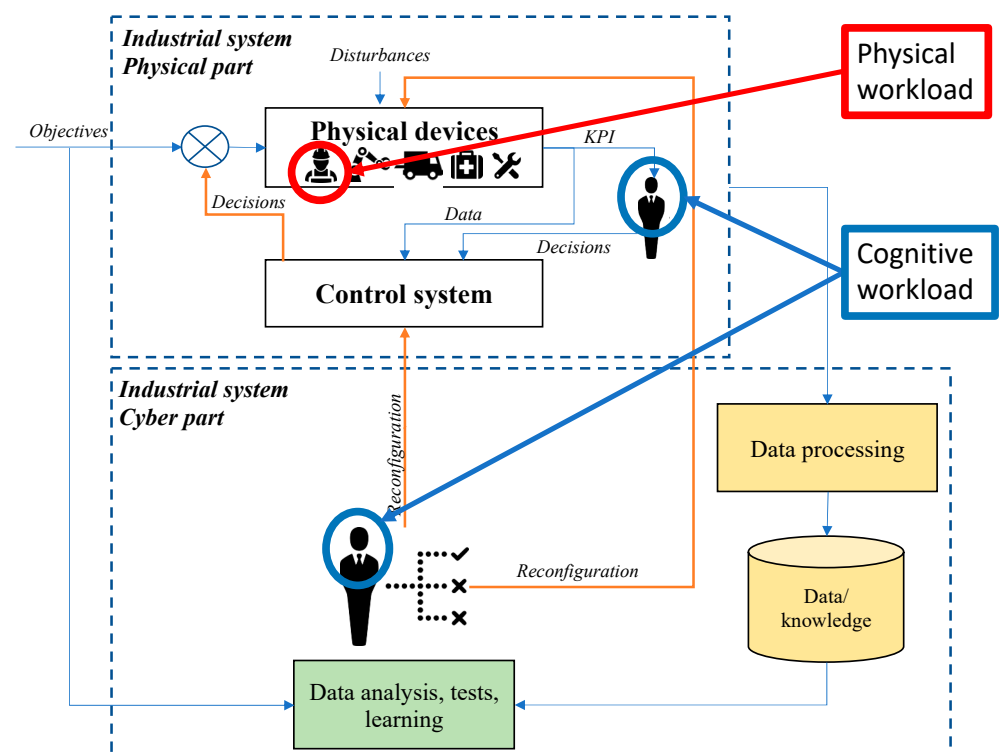 Industrial system
Physical part
Disturbances
Physical
workload
Objectives
Physical devices
KPI
Decisions
Data
Decisions
Cognitive
workload
Control system
Industrial system
Cyber part
Reconfiguration
Data processing
Reconfiguration
Data/
knowledge
Data analysis, tests,
learning